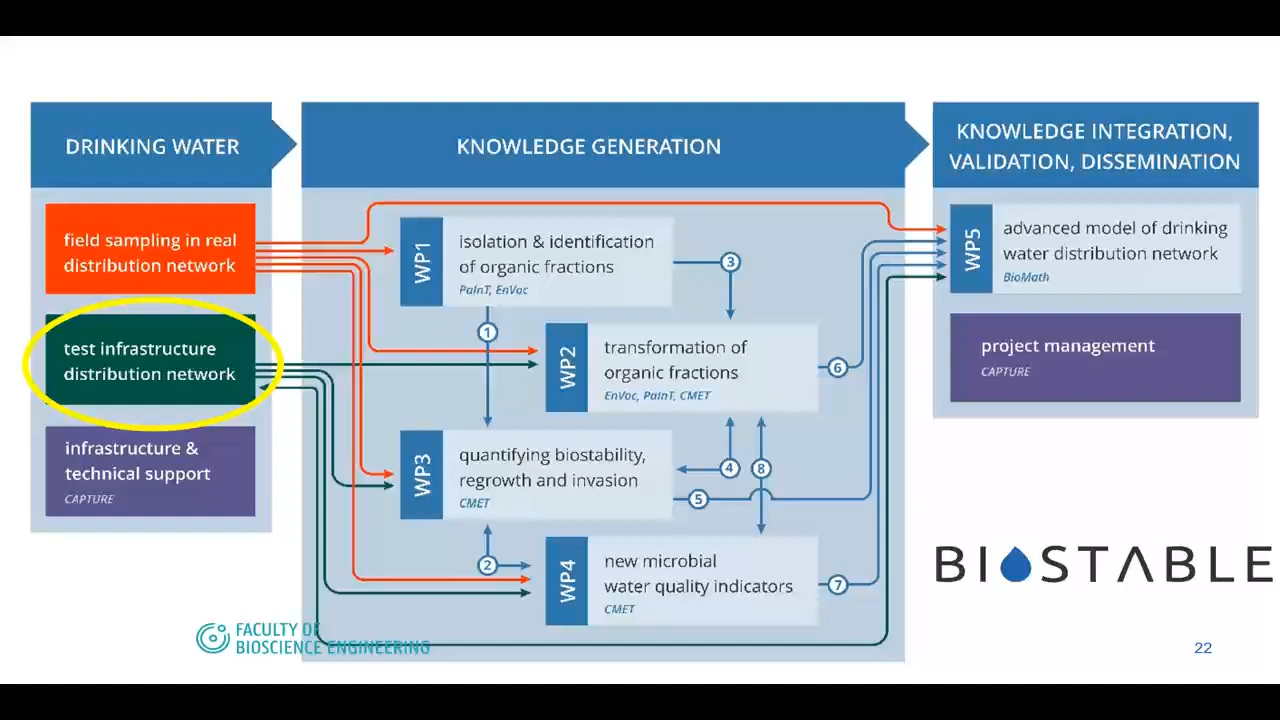 DRINKING WATER
field sampling in real
distribution network
test infrastructure
distribution network
infrastructure &
technical support
CAPTURE
KNOWLEDGE GENERATION
WP1
isolation & identification
of organic fractions
PaInT, EnVoc
3
1
WP2
transformation of
organic fractions
EnVoc, PaInT, CMET
6
WP3
quantifying biostability,
regrowth and invasion
CMET
4
8
5
2
WP4
new microbial
water quality indicators
CMET
7
KNOWLEDGE INTEGRATION,
VALIDATION, DISSEMINATION
WP5
advanced model of drinking
water distribution network
BioMath
project management
CAPTURE
BIOSTABLE
FACULTY OF
BIOSCIENCE ENGINEERING
22